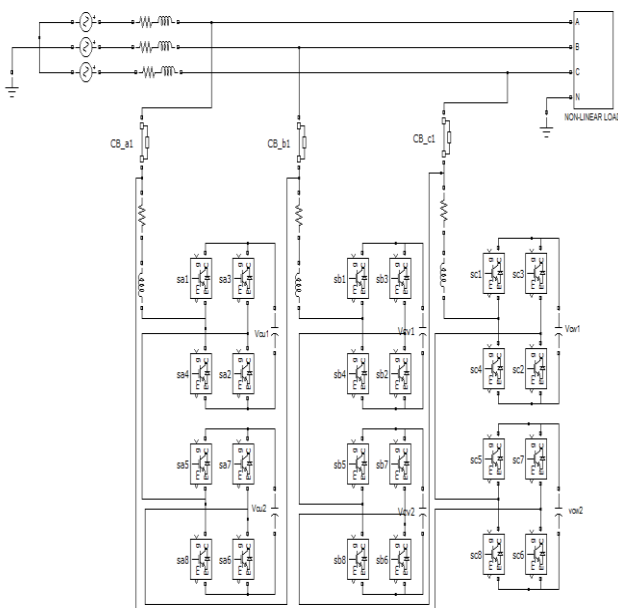 A
B
C
N
NON-LINEAR LOAD
CB_a1
CB_b1
CB_c1
sa1
sa3
sb1
sb3
sc1
sc3
Vcu1
Vcv1
Vcw1
sa4
sa2
sb4
sb2
sc4
sc2
sa5
sa7
sb5
sb7
sc5
sc7
Vcu2
Vcv2
vcw2
sa8
sa6
sb8
sb6
sc8
sc6